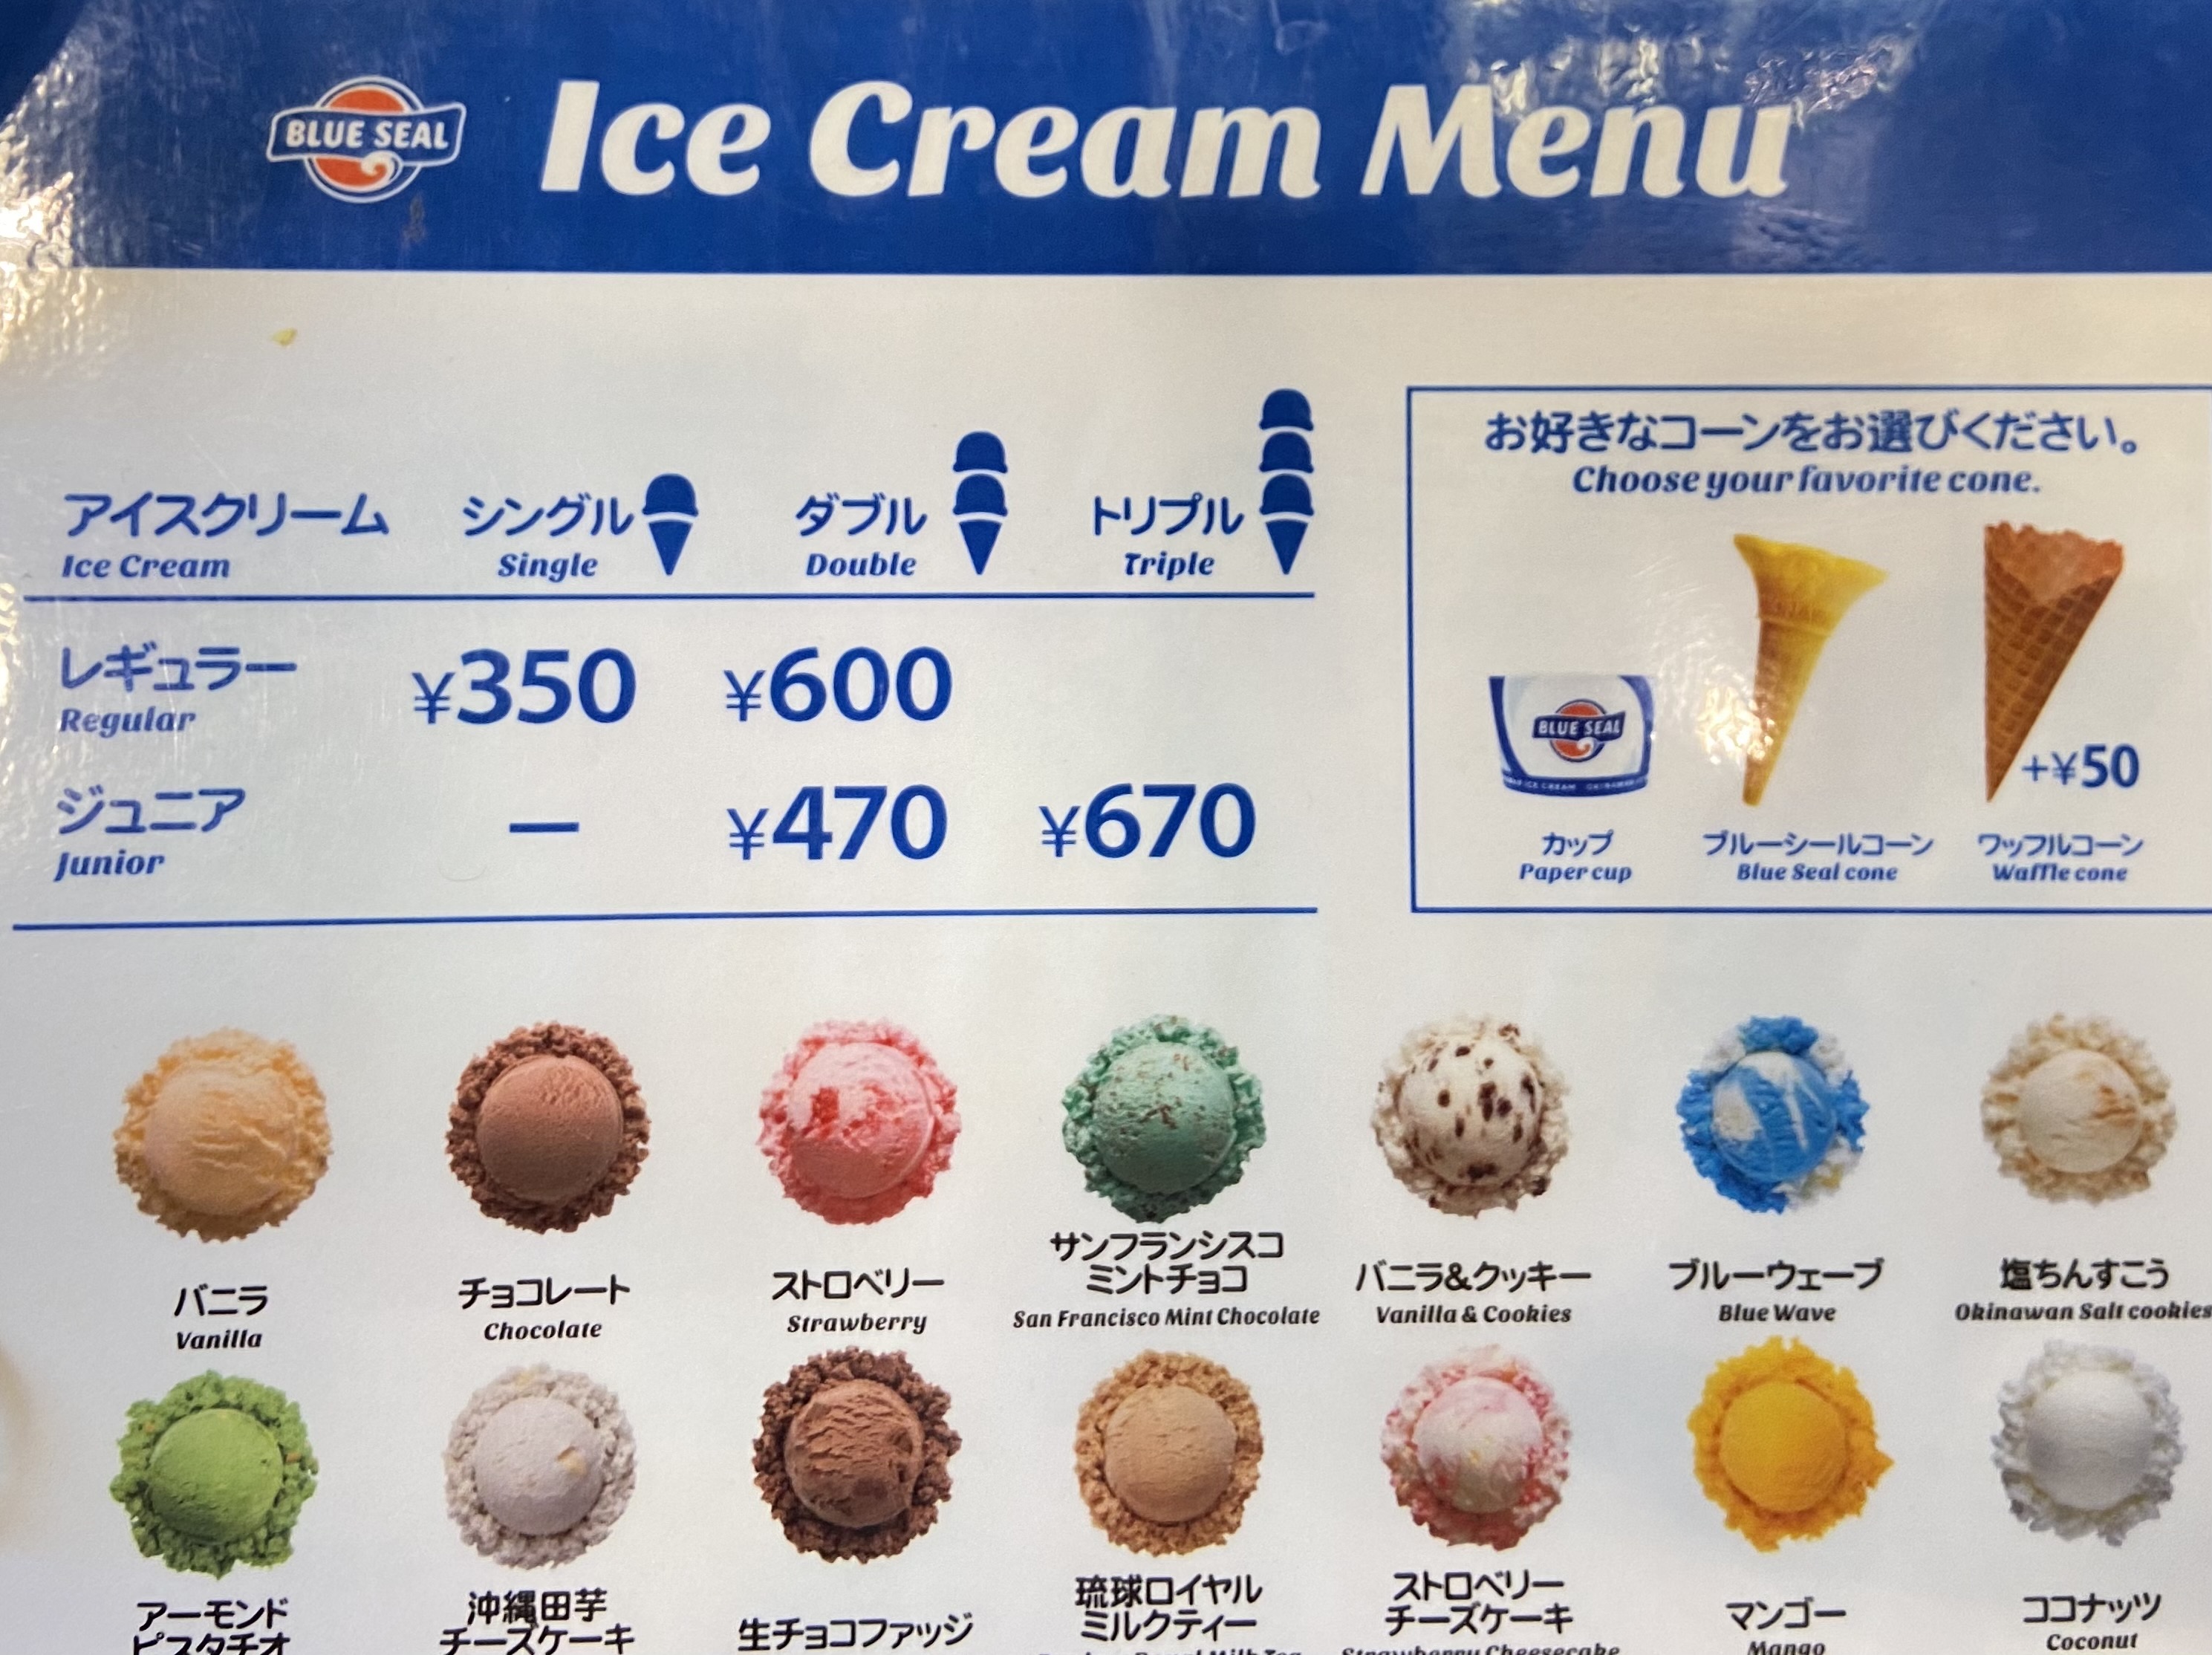 BLUE SEAL
Ice Cream Menu
アイスクリーム
Ice Cream
シングル
Single
ダブル
Double
トリプル
Triple
レギュラー
Regular
¥350
¥600
ジュニア
Junior
—
¥470
¥670
お好きなコーンをお選びください。
Choose your favorite cone.
BLUE SEAL
カップ
Paper cup
ブルーシールコーン
Blue Seal cone
+¥50
ワッフルコーン
Waffle cone
バニラ
Vanilla
チョコレート
Chocolate
ストロベリー
Strawberry
サンフランシスコ
ミントチョコ
San Francisco Mint Chocolate
バニラ&クッキー
Vanilla & Cookies
ブルーウェーブ
Blue Wave
塩ちんすこう
Okinawan Salt cookies
アーモンド
ピスタチオ
沖縄田芋
チーズケーキ
生チョコファッジ
琉球ロイヤル
ミルクティー
Royal Milk Tea
ストロベリー
チーズケーキ
Strawberry Cheesecake
マンゴー
Mango
ココナッツ
Coconut